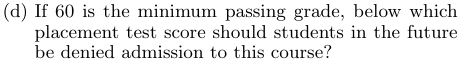 (d) If 60 is the minimum passing grade, below which
placement test score should students in the future
be denied admission to this course?